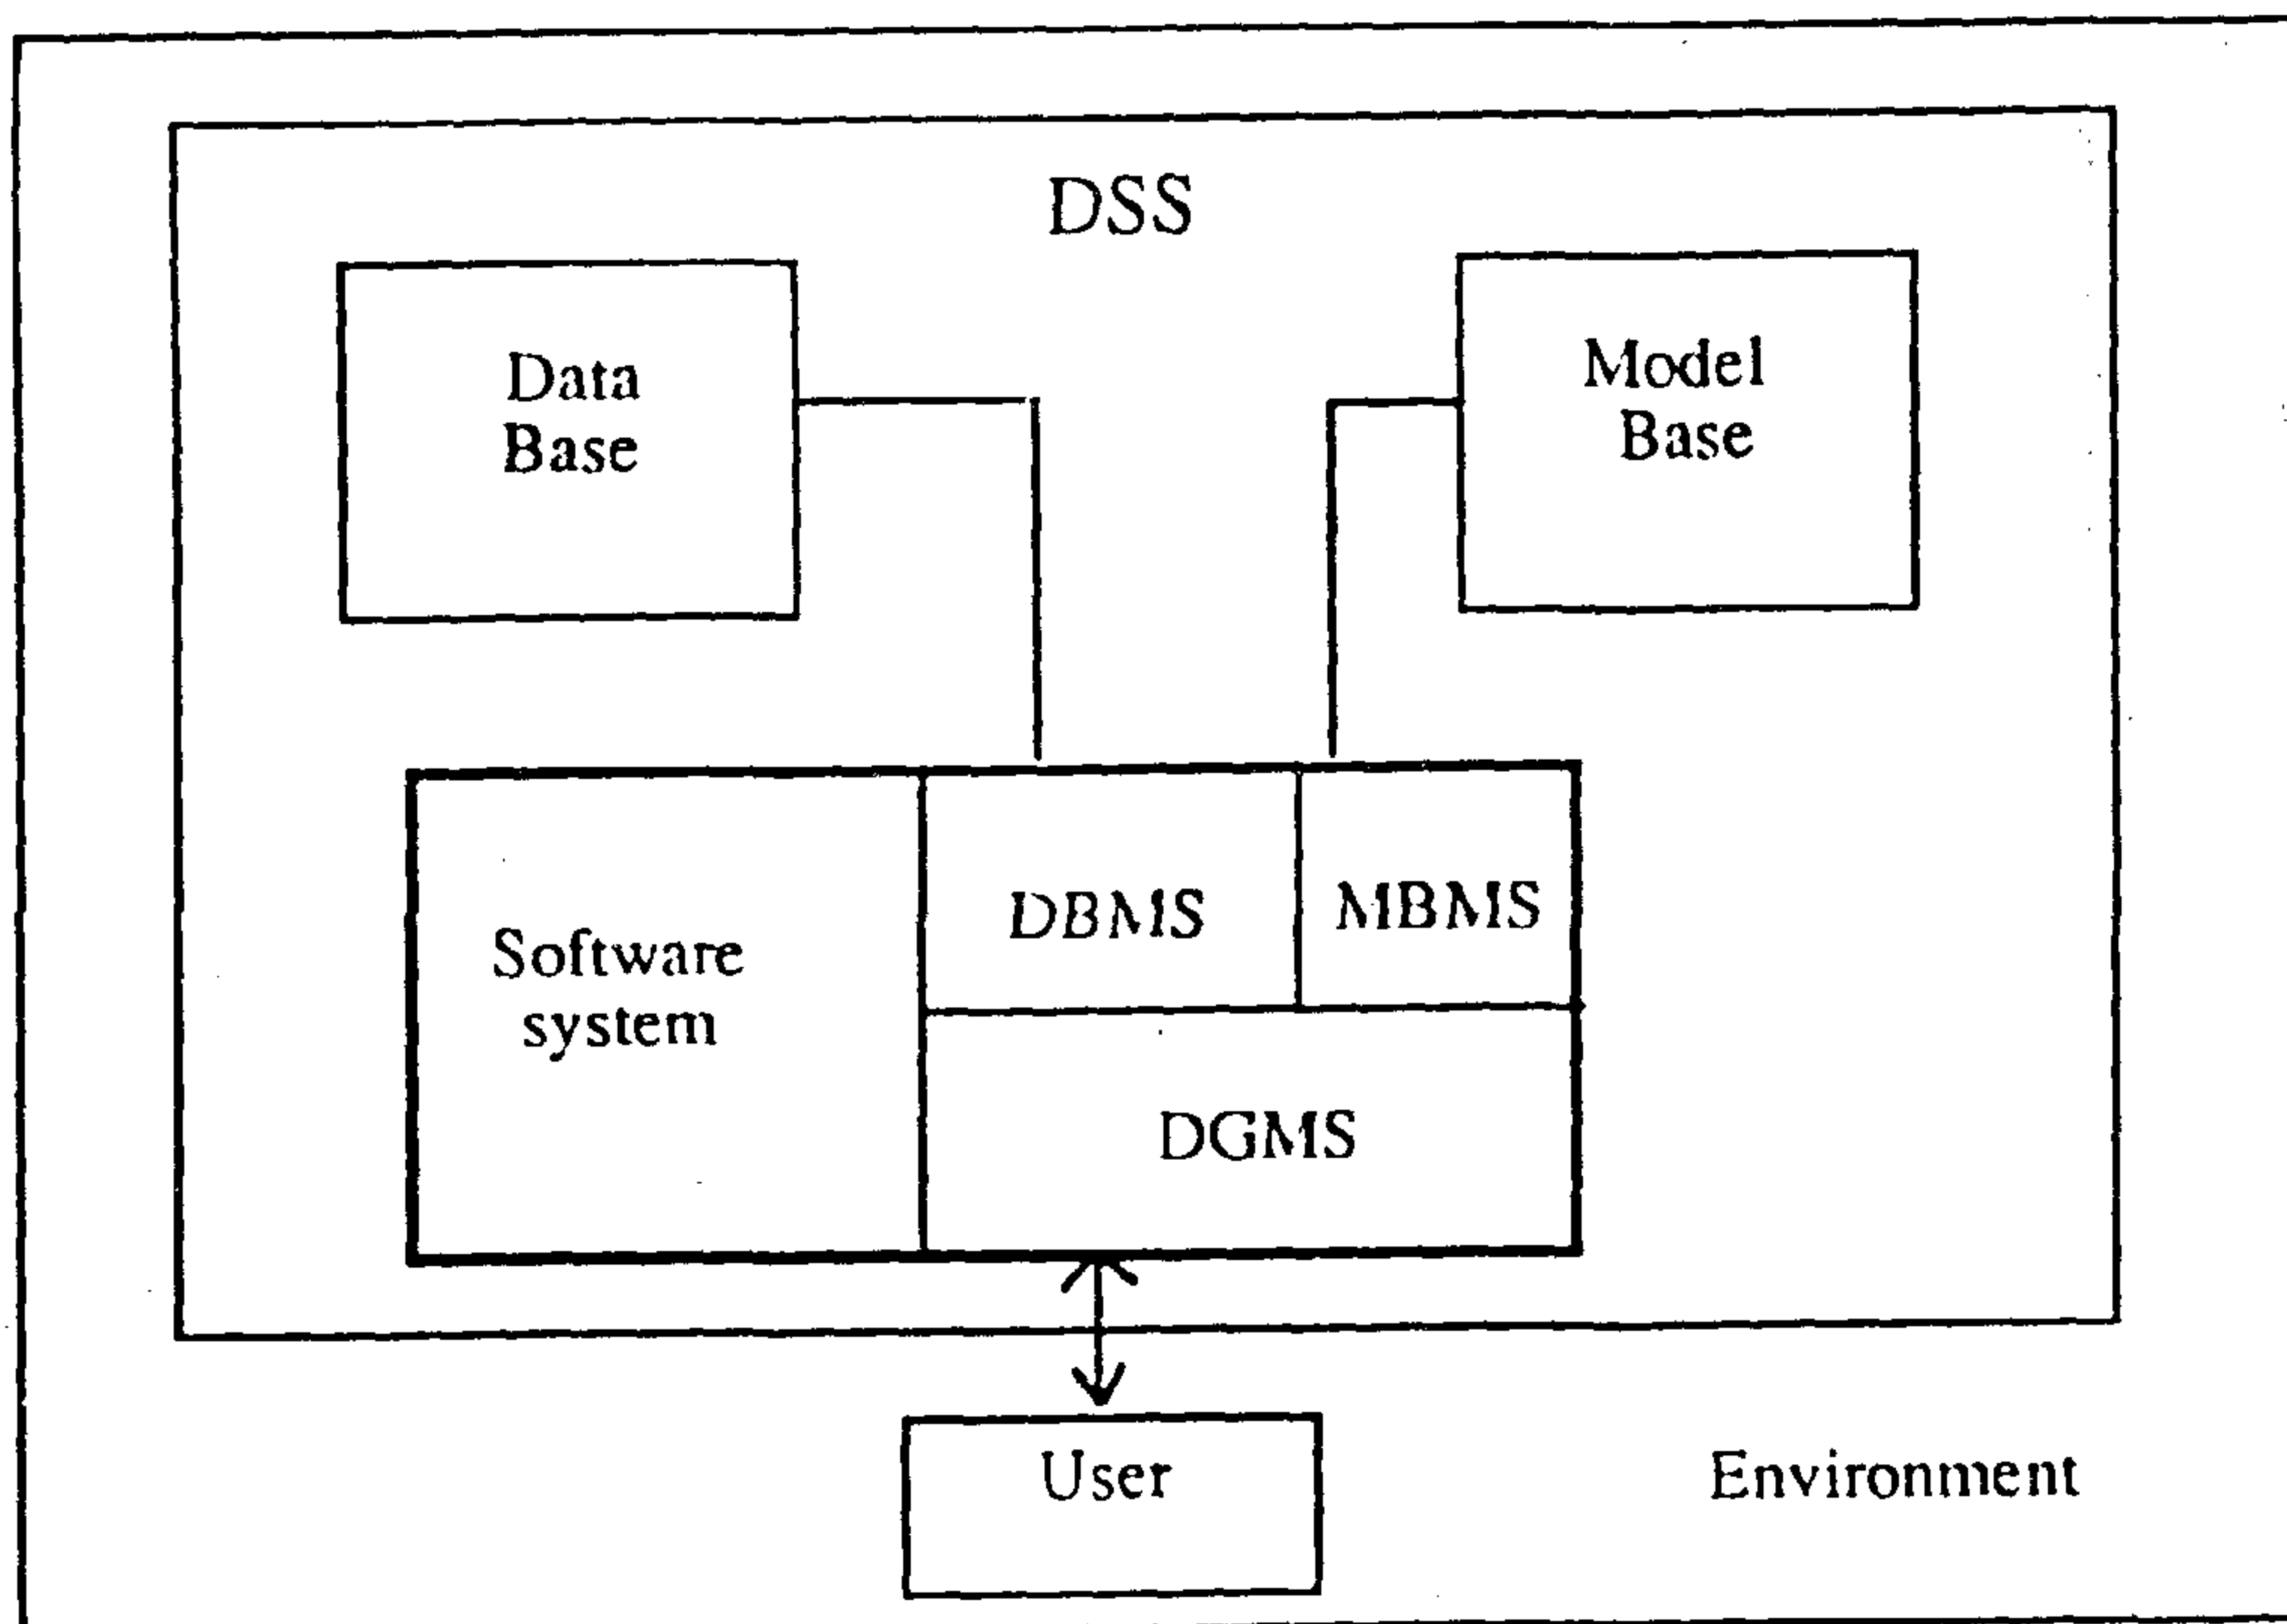 DSS
Data
Base
Model
Base
Software
system
DBMS
MBMS
DGMS
User
Environment